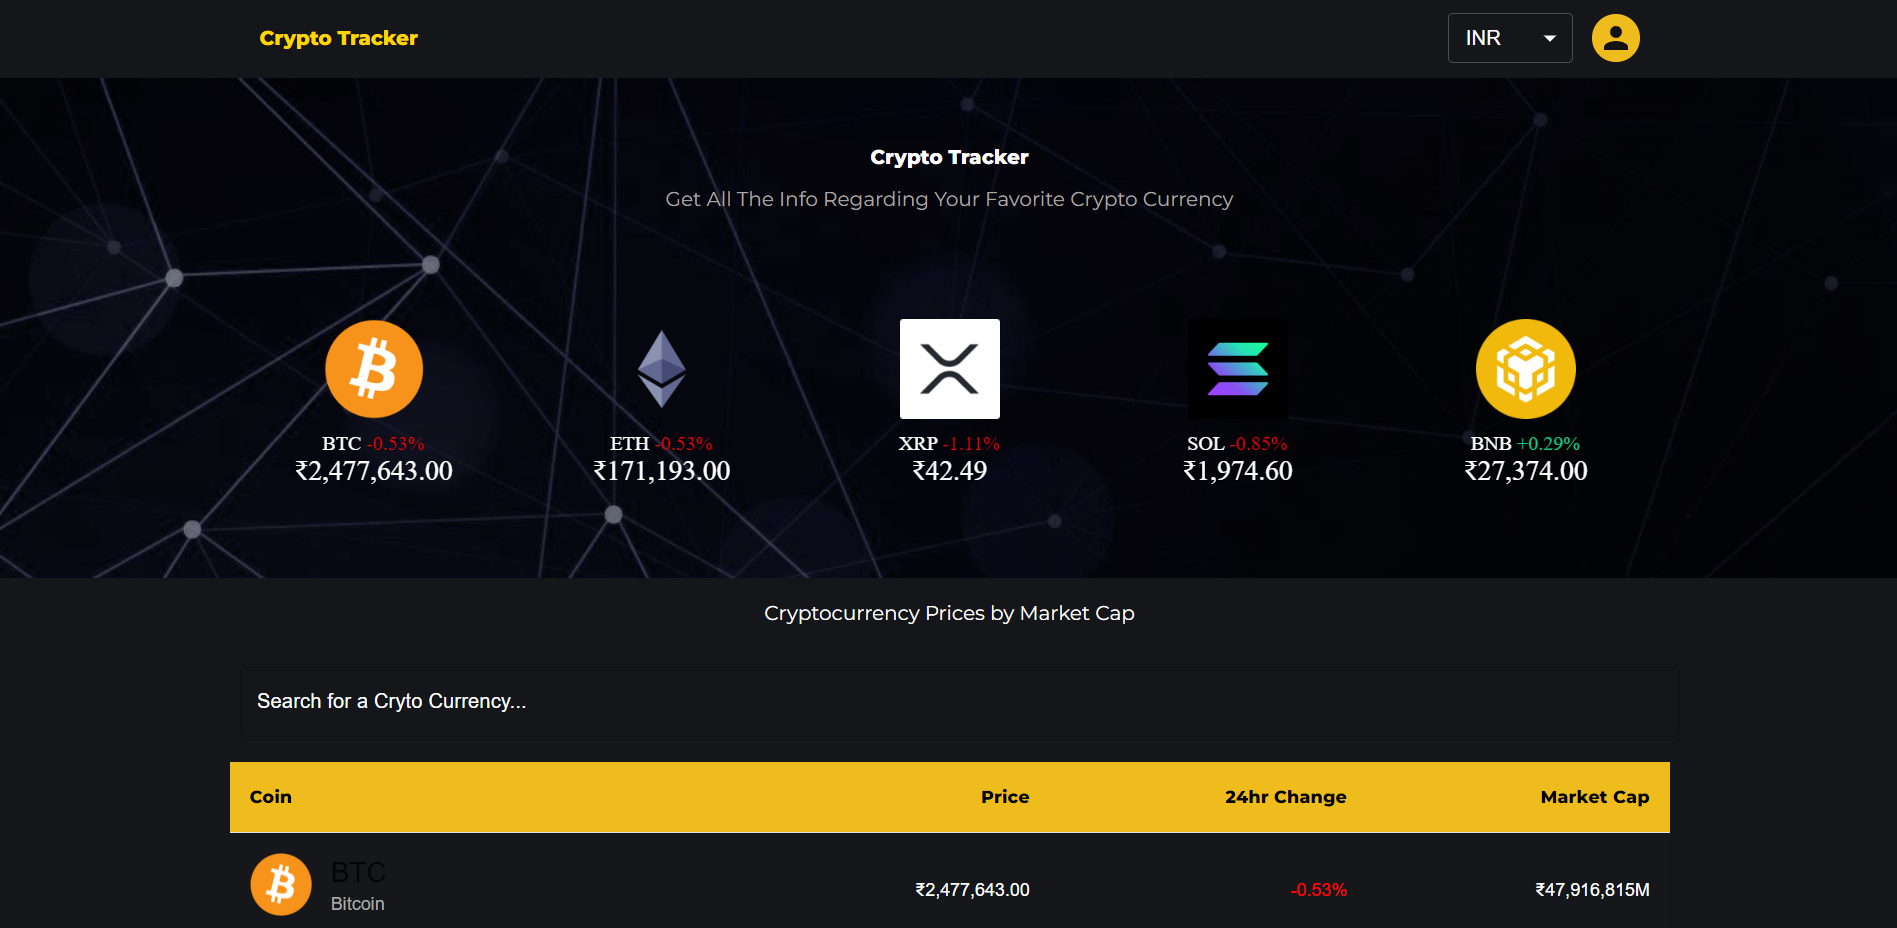 Crypto Tracker
INR
Crypto Tracker
Get All The Info Regarding Your Favorite Crypto Currency
BTC -0.53%
₹2,477,643.00
ETH -0.53%
₹171,193.00
XRP -1.11%
₹42.49
SOL -0.85%
₹1,974.60
BNB +0.29%
₹27,374.00
Cryptocurrency Prices by Market Cap
Search for a Cryto Currency...
Coin Price 24hr Change Market Cap
BTC
Bitcoin ₹2,477,643.00 -0.53% ₹47,916,815M